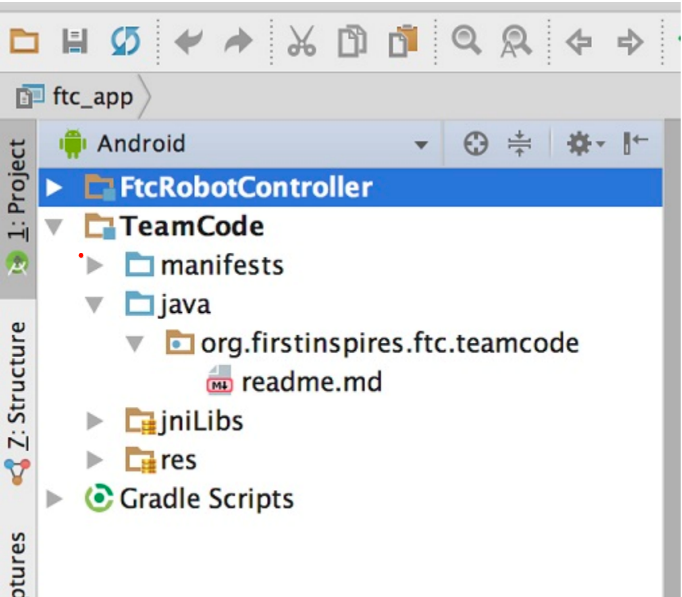 ftc_app
Android
1: Project
FtcRobotController
TeamCode
manifests
java
org.firstinspires.ftc.teamcode
readme.md
jniLibs
res
Gradle Scripts
7: Structure